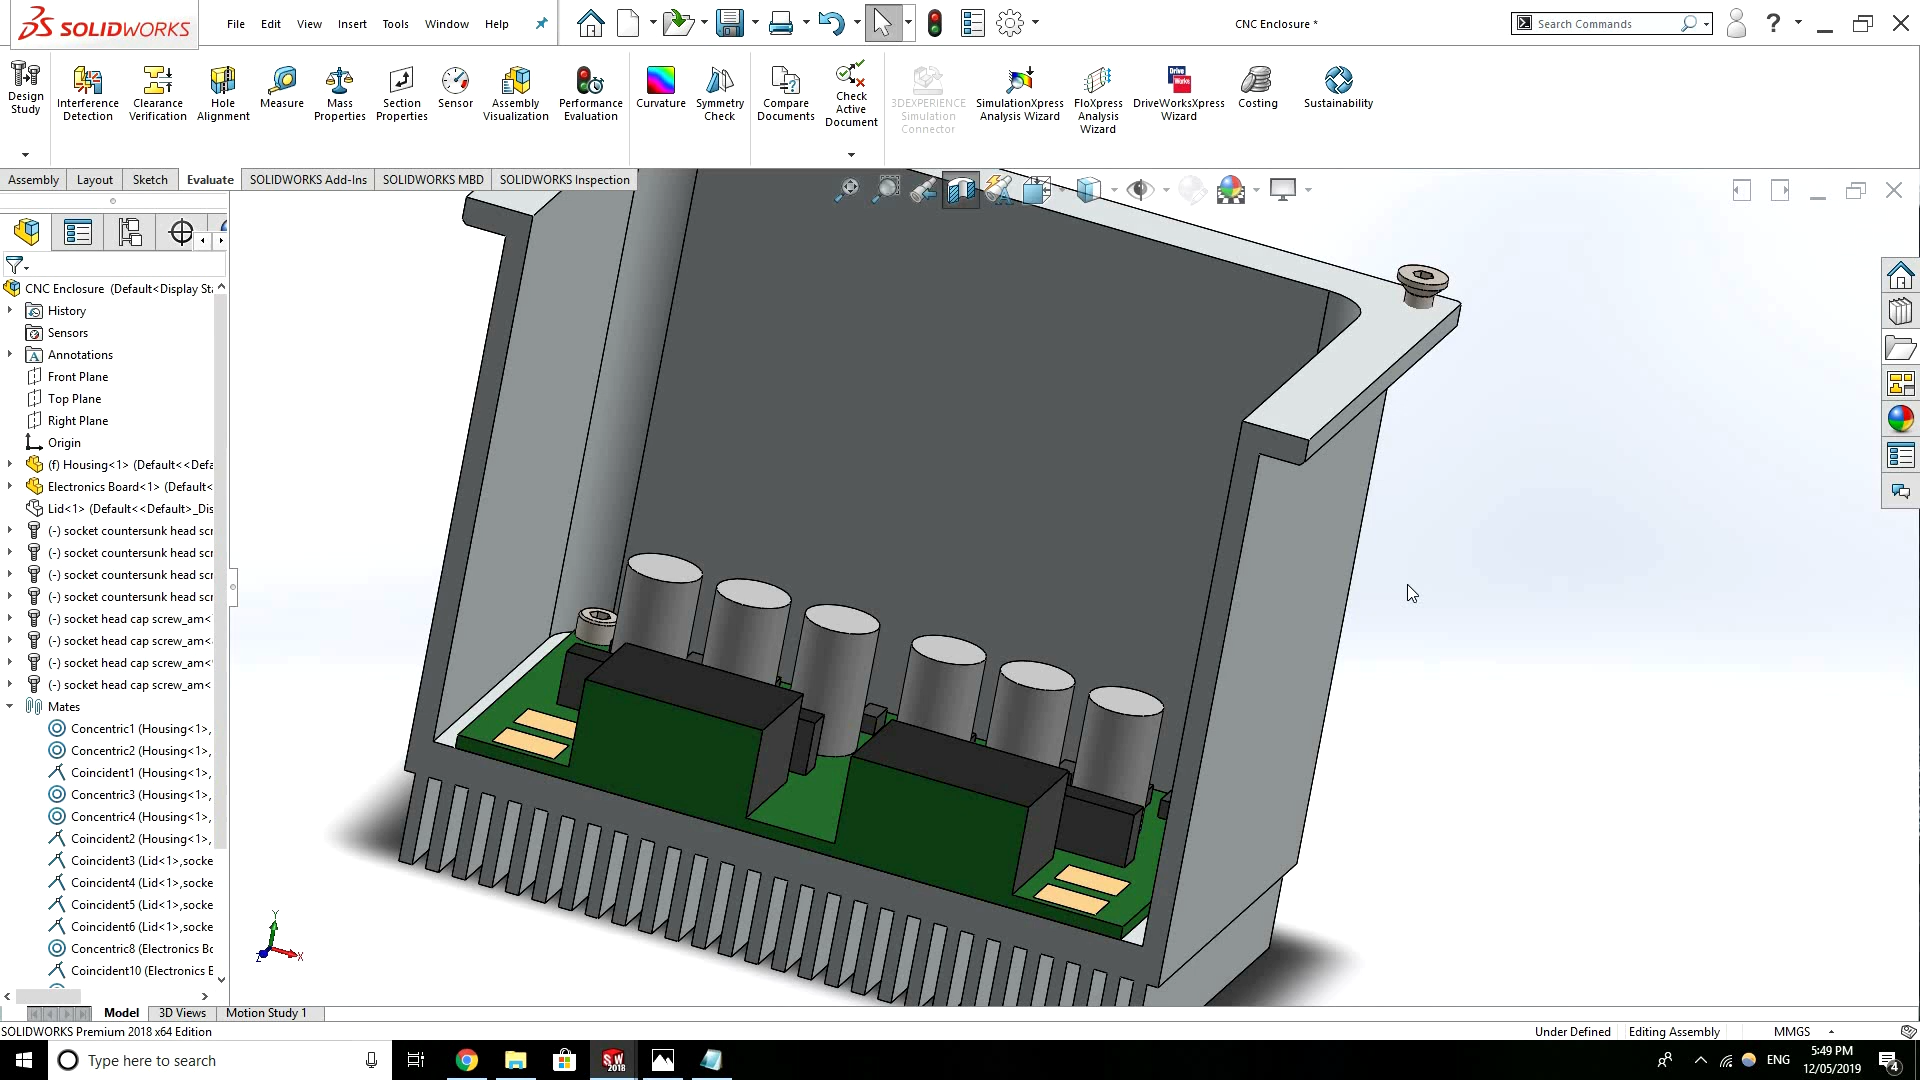 SOLIDWORKS
File Edit View Insert Tools Window Help
CNC Enclosure *
Search Commands
?
Design Study
Interference Detection
Clearance Verification
Hole Alignment
Measure
Mass Properties
Section Properties
Sensor
Assembly Visualization
Performance Evaluation
Curvature
Symmetry Check
Compare Documents
Check Active Document
3DEXPERIENCE Simulation Connector
SimulationXpress Analysis Wizard
FloXpress Analysis Wizard
DriveWorksXpress Wizard
Costing
Sustainability
Assembly Layout Sketch Evaluate SOLIDWORKS Add-Ins SOLIDWORKS MBD SOLIDWORKS Inspection
CNC Enclosure (Default<Display Sta
History
Sensors
Annotations
Front Plane
Top Plane
Right Plane
Origin
(f) Housing<1> (Default<<Defa
Electronics Board<1> (Default<
Lid<1> (Default<<Default>_Dis
(-) socket countersunk head scr
(-) socket countersunk head scr
(-) socket countersunk head scr
(-) socket countersunk head scr
(-) socket head cap screw_am<
(-) socket head cap screw_am<
(-) socket head cap screw_am<
(-) socket head cap screw_am<
Mates
Concentric1 (Housing<1>,
Concentric2 (Housing<1>,
Coincident1 (Housing<1>,
Concentric3 (Housing<1>,
Concentric4 (Housing<1>,
Coincident2 (Housing<1>,
Coincident3 (Lid<1>,socke
Coincident4 (Lid<1>,socke
Coincident5 (Lid<1>,socke
Coincident6 (Lid<1>,socke
Concentric8 (Electronics Bo
Coincident10 (Electronics E
Y
X
Z
Model 3D Views Motion Study 1
SOLIDWORKS Premium 2018 x64 Edition
Under Defined Editing Assembly MMGS
Type here to search
ENG
5:49 PM
12/05/2019
4